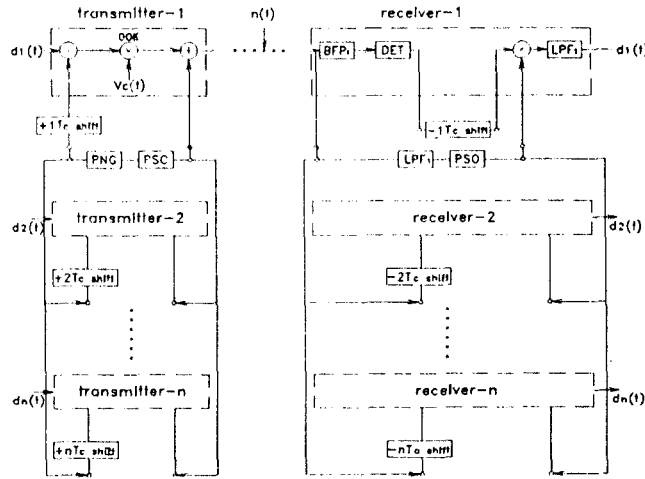 transmitter-1
n(t)
receiver-1
OOK
d1(t)
BFP₁
DET
LPF₁
d1(t)
Vc(t)
+1Tc shift
-1Tc shift
PNG
PSC
LPF₁
PSO
d2(t)
transmitter-2
receiver-2
d2(t)
+2Tc shift
-2Tc shift
transmitter-n
receiver-n
dn(t)
dn(t)
+nTc shift
-nTc shift